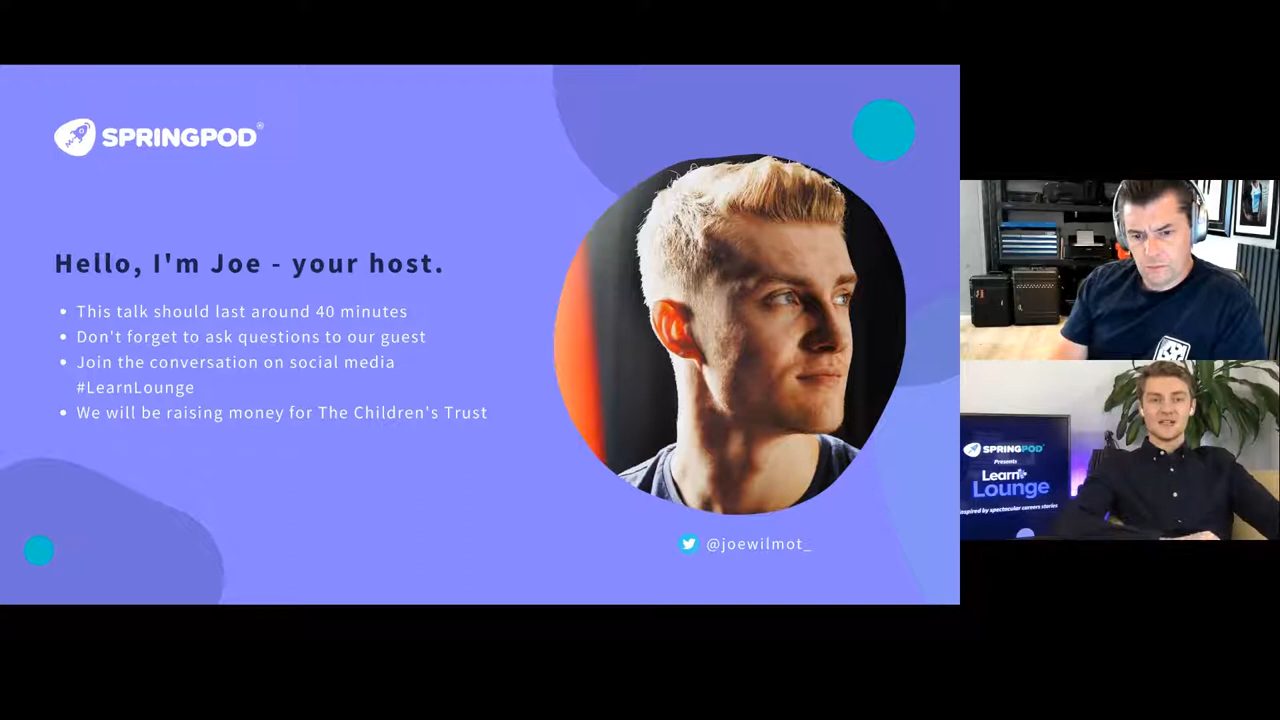 SPRINGPOD®
Hello, I'm Joe - your host.
• This talk should last around 40 minutes
• Don't forget to ask questions to our guest
• Join the conversation on social media
#LearnLounge
• We will be raising money for The Children's Trust
@joewilmot_
SPRINGPOD
Presents
Learn
Lounge
Inspired by spectacular careers stories